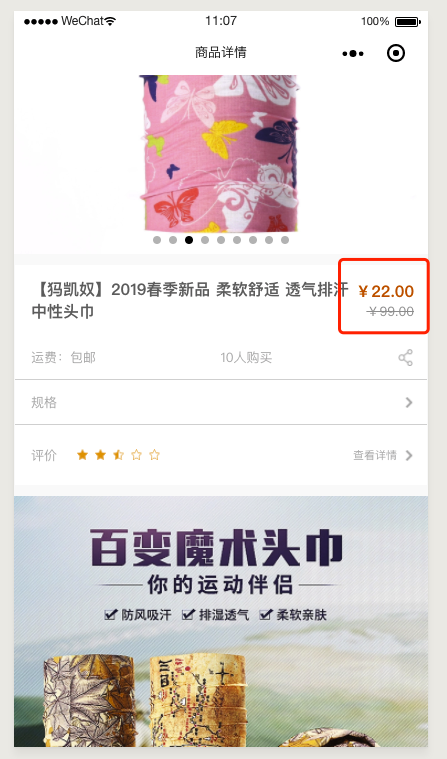 ●●●●● WeChat 11:07 100%
商品详情
【犸凯奴】2019春季新品 柔软舒适 透气排汗
中性头巾
￥22.00
￥99.00
运费：包邮 10人购买
规格
评价 查看详情
百变魔术头巾
你的运动伴侣
防风吸汗 排湿透气 柔软亲肤